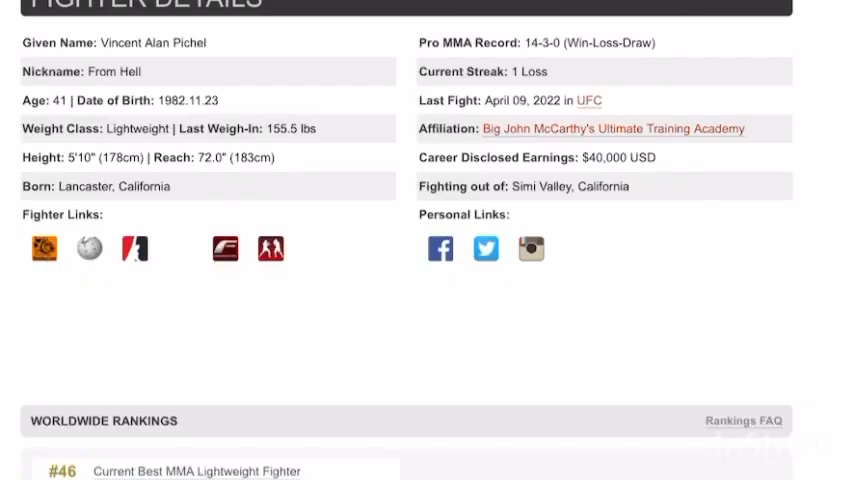 FIGHTER DETAILS
Given Name: Vincent Alan Pichel
Pro MMA Record: 14-3-0 (Win-Loss-Draw)
Nickname: From Hell
Current Streak: 1 Loss
Age: 41 | Date of Birth: 1982.11.23
Last Fight: April 09, 2022 in UFC
Weight Class: Lightweight | Last Weigh-In: 155.5 lbs
Affiliation: Big John McCarthy's Ultimate Training Academy
Height: 5'10" (178cm) | Reach: 72.0" (183cm)
Career Disclosed Earnings: $40,000 USD
Born: Lancaster, California
Fighting out of: Simi Valley, California
Fighter Links:
Personal Links:
WORLDWIDE RANKINGS
Rankings FAQ
#46 Current Best MMA Lightweight Fighter